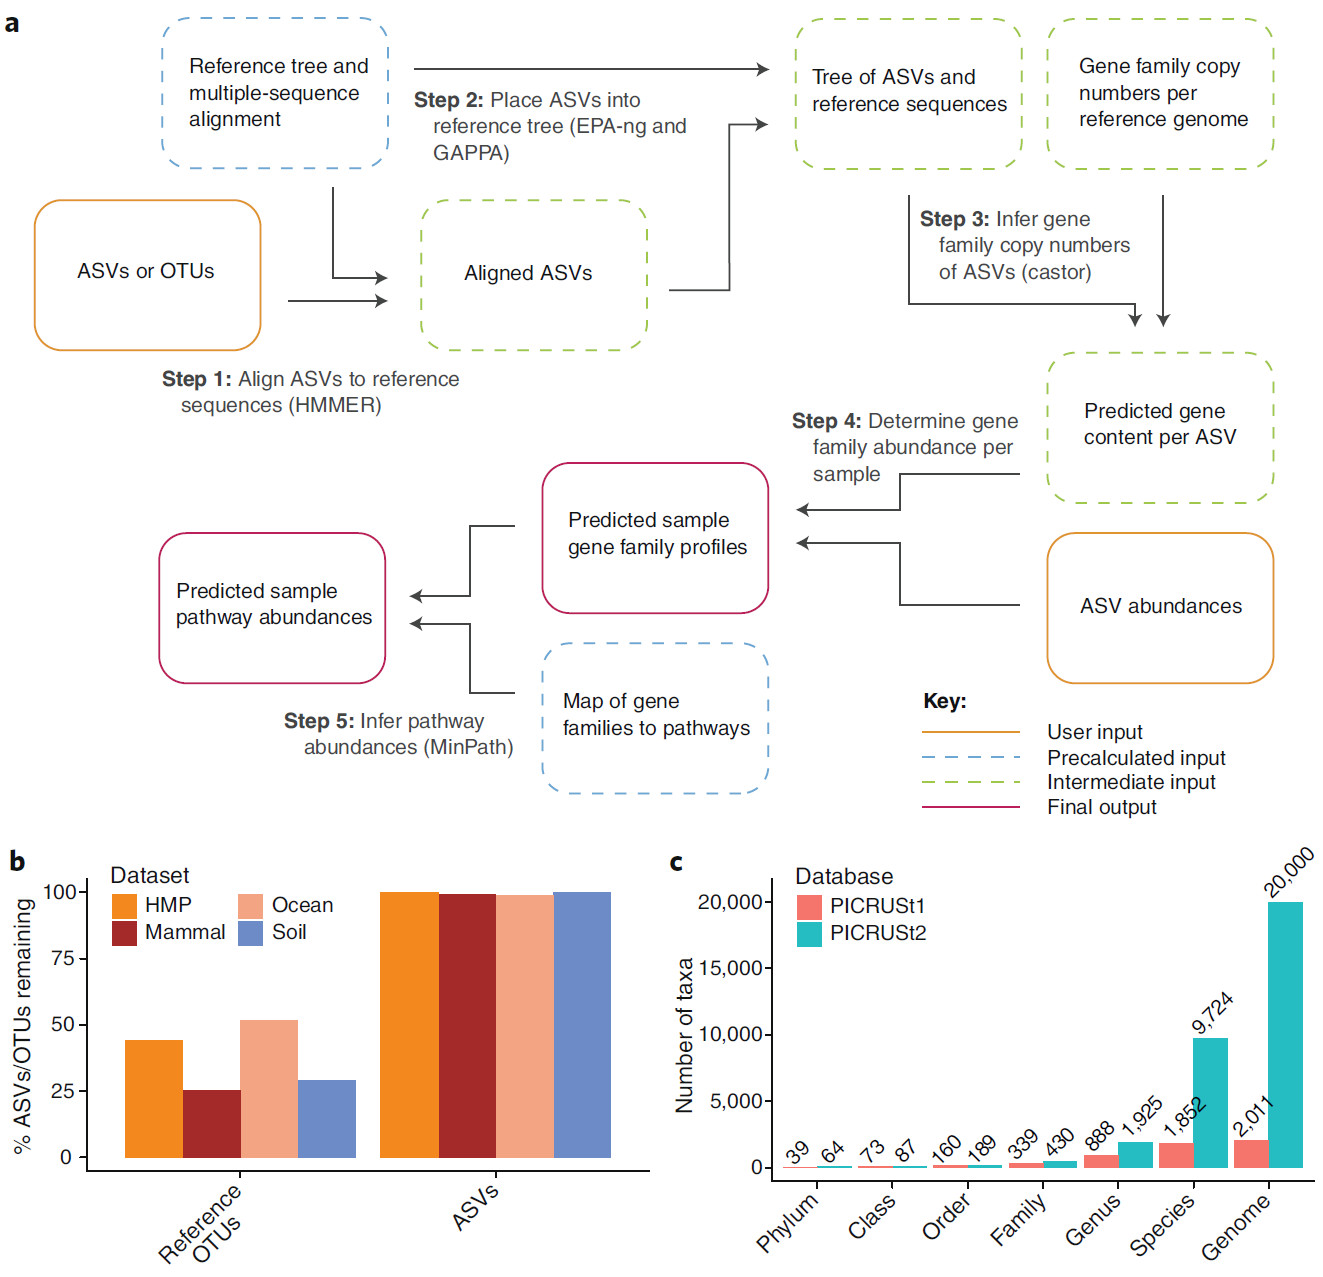 a
Reference tree and
multiple-sequence
alignment
Step 2: Place ASVs into
reference tree (EPA-ng and
GAPPA)
Tree of ASVs and
reference sequences
Gene family copy
numbers per
reference genome
ASVs or OTUs
Aligned ASVs
Step 3: Infer gene
family copy numbers
of ASVs (castor)
Step 1: Align ASVs to reference
sequences (HMMER)
Predicted gene
content per ASV
Step 4: Determine gene
family abundance per
sample
Predicted sample
gene family profiles
Predicted sample
pathway abundances
ASV abundances
Map of gene
families to pathways
Step 5: Infer pathway
abundances (MinPath)
Key:
User input
Precalculated input
Intermediate input
Final output
b
Dataset
HMP
Ocean
Mammal
Soil
% ASVs/OTUs remaining
100
75
50
25
0
Reference
OTUs
ASVs
c
Database
PICRUSt1
PICRUSt2
Number of taxa
20,000
15,000
10,000
5,000
0
39
64
73
87
160
189
339
430
888
1,925
1,852
9,724
2,011
20,000
Phylum
Class
Order
Family
Genus
Species
Genome